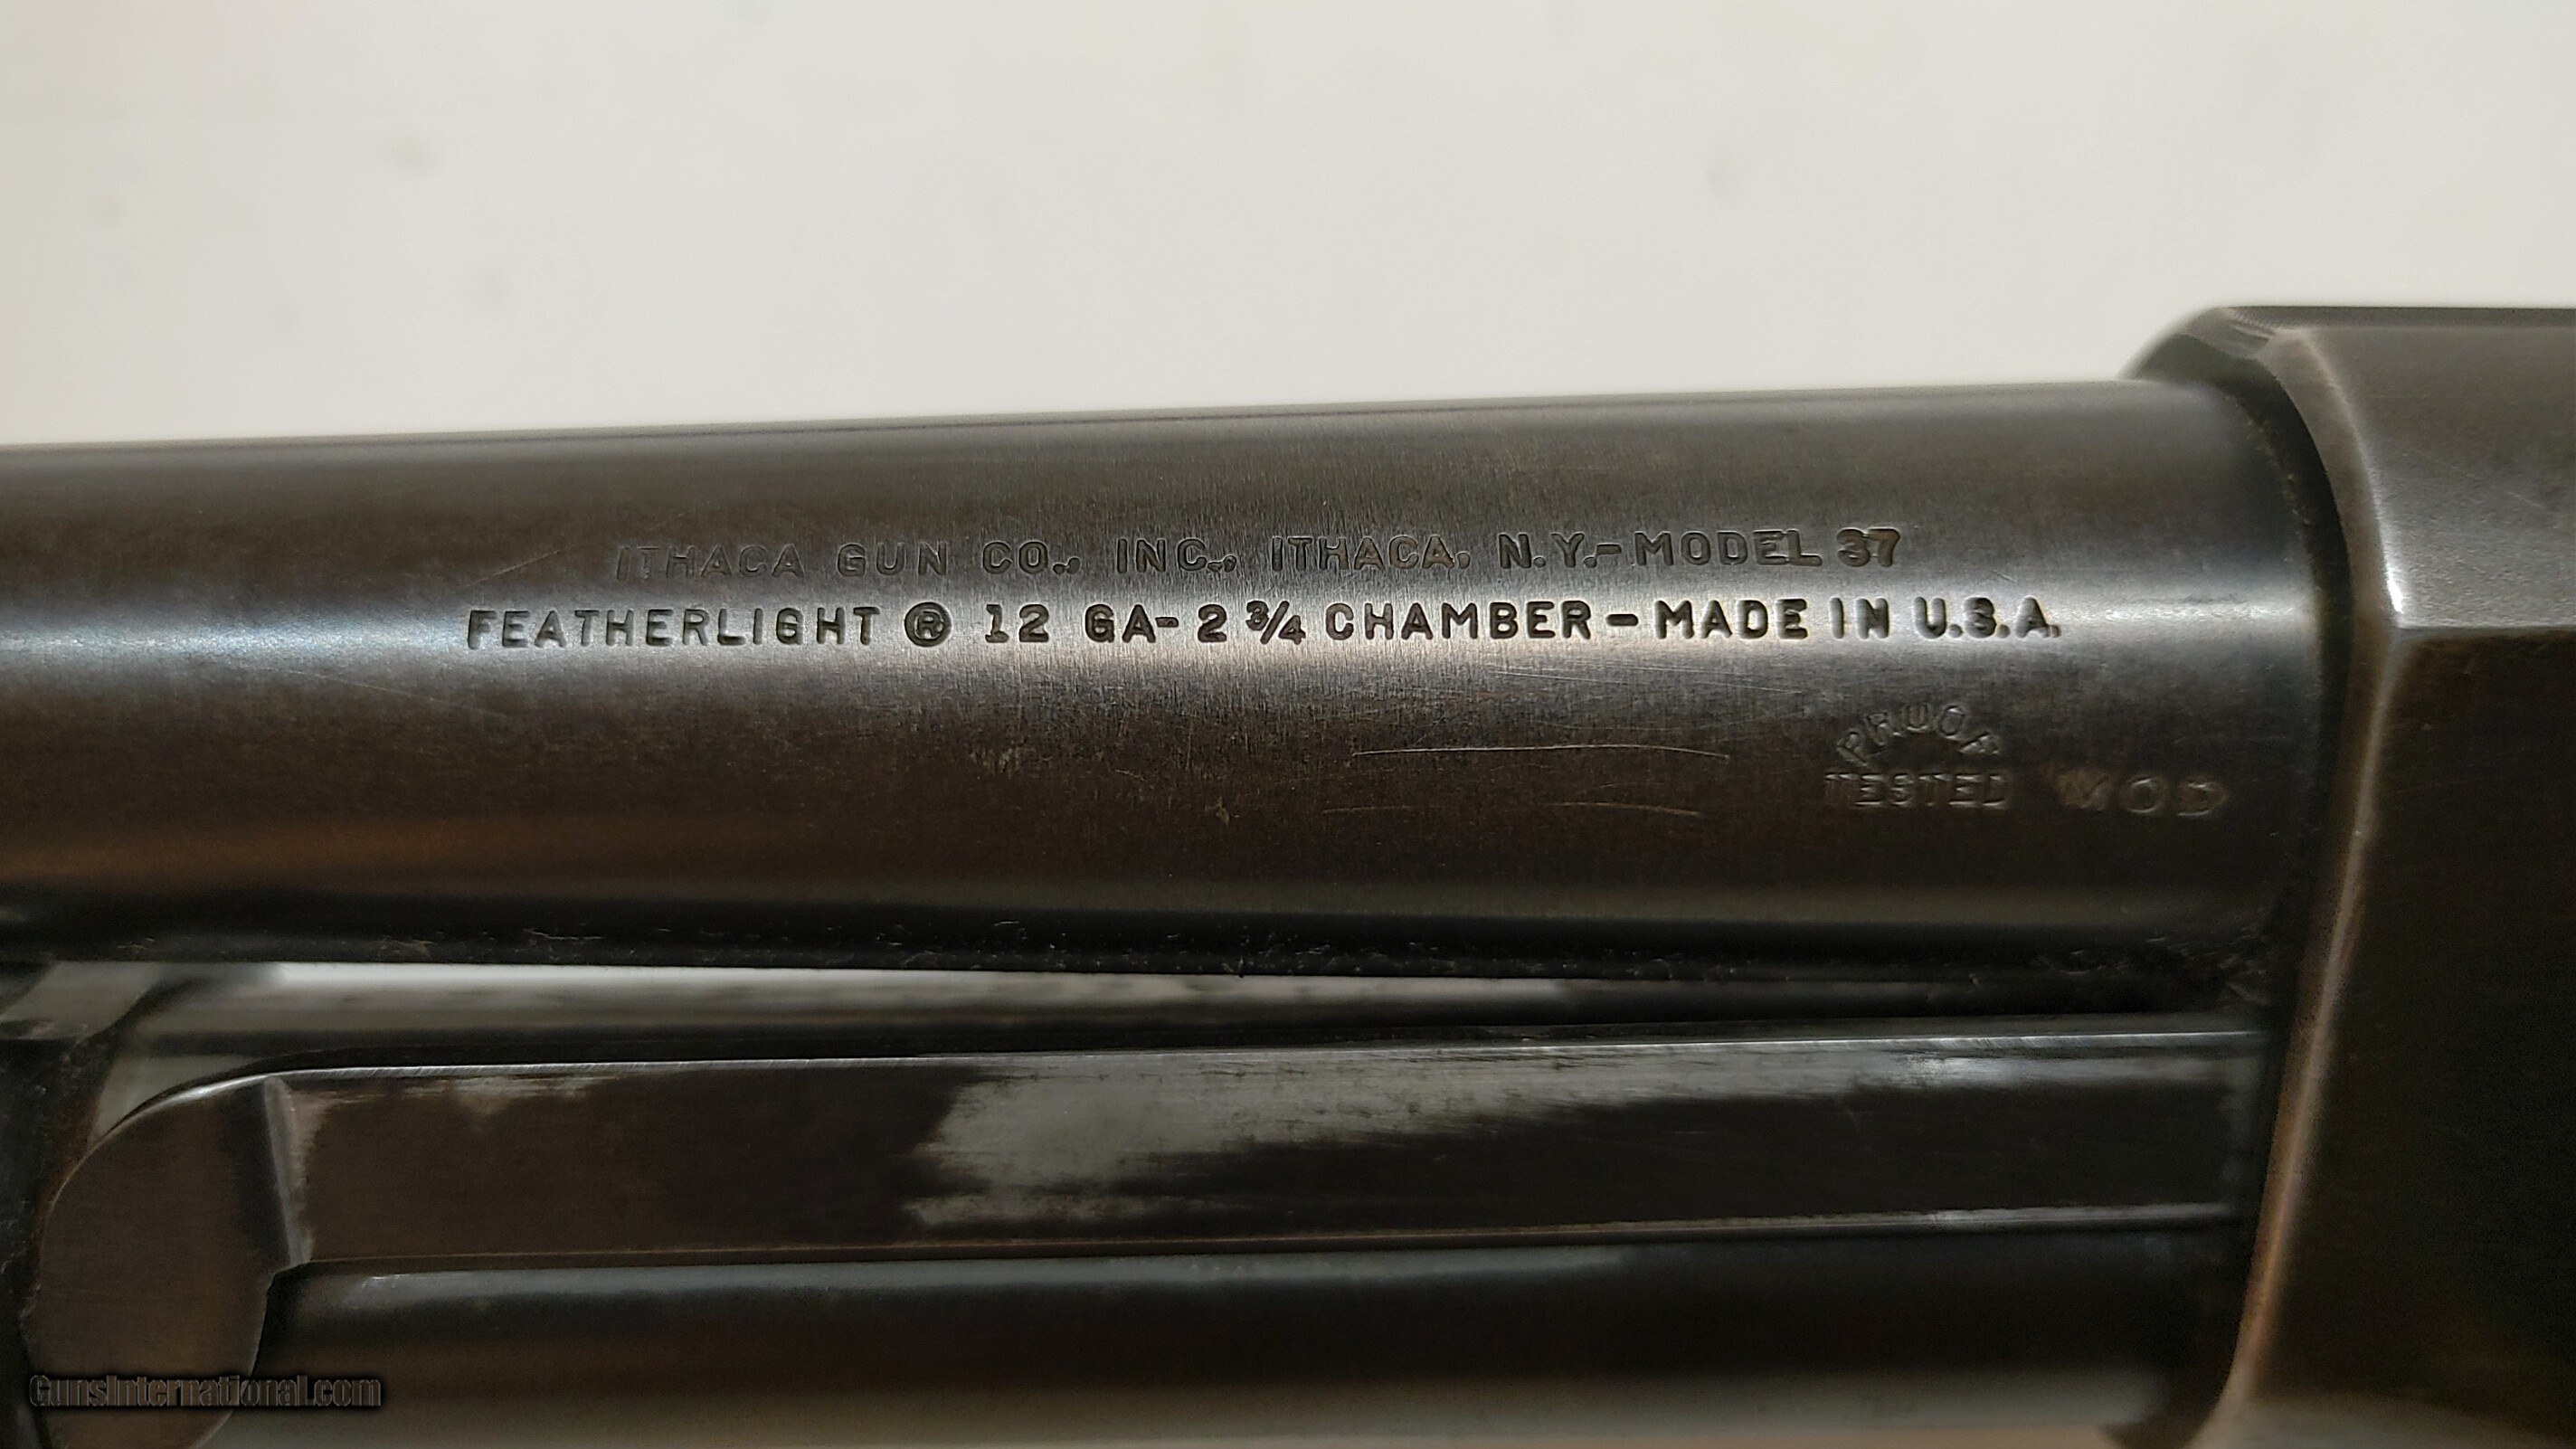 ITHACA GUN CO., INC., ITHACA, N.Y.-MODEL 37
FEATHERLIGHT ® 12 GA-2 3/4 CHAMBER-MADE IN U.S.A.
PROOF
TESTED MOD
GunsInternational.com